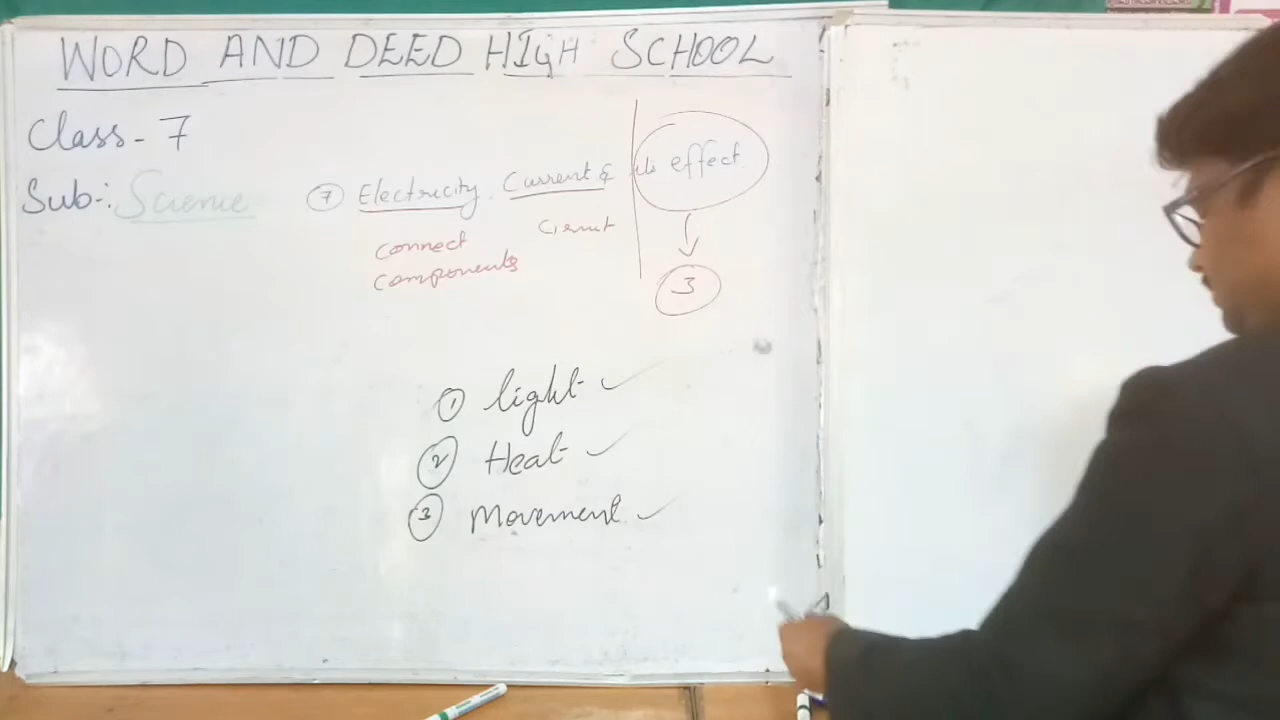 WORD AND DEED HIGH SCHOOL
Class - 7
Sub-: Science
7 Electricity. Current & its effect.
connect
components
Circuit
3
1 light
2 Heat
3 Movement